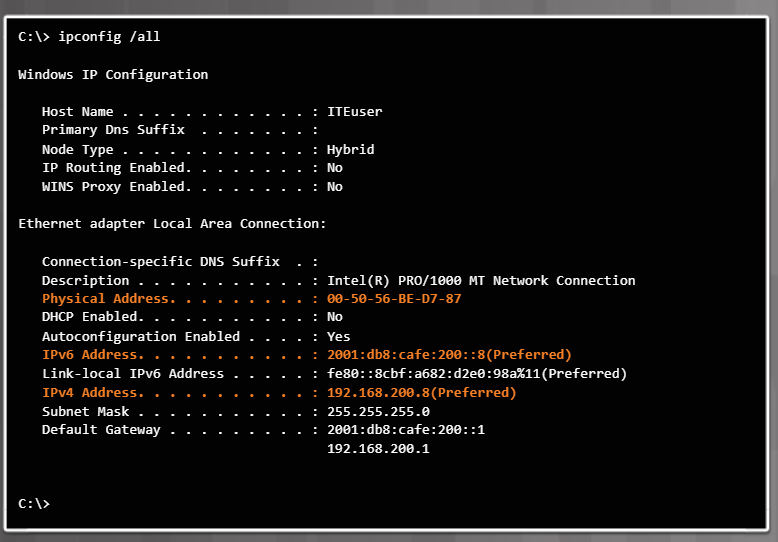 C:\> ipconfig /all
Windows IP Configuration
Host Name . . . . . . . . . . . . : ITEuser
Primary Dns Suffix  . . . . . . . :
Node Type . . . . . . . . . . . . : Hybrid
IP Routing Enabled. . . . . . . . : No
WINS Proxy Enabled. . . . . . . . : No
Ethernet adapter Local Area Connection:
Connection-specific DNS Suffix  . :
Description . . . . . . . . . . . : Intel(R) PRO/1000 MT Network Connection
Physical Address. . . . . . . . . : 00-50-56-BE-D7-87
DHCP Enabled. . . . . . . . . . . : No
Autoconfiguration Enabled . . . . : Yes
IPv6 Address. . . . . . . . . . . : 2001:db8:cafe:200::8(Preferred)
Link-local IPv6 Address . . . . . : fe80::8cbf:a682:d2e0:98a%11(Preferred)
IPv4 Address. . . . . . . . . . . : 192.168.200.8(Preferred)
Subnet Mask . . . . . . . . . . . : 255.255.255.0
Default Gateway . . . . . . . . . : 2001:db8:cafe:200::1
192.168.200.1
C:\>